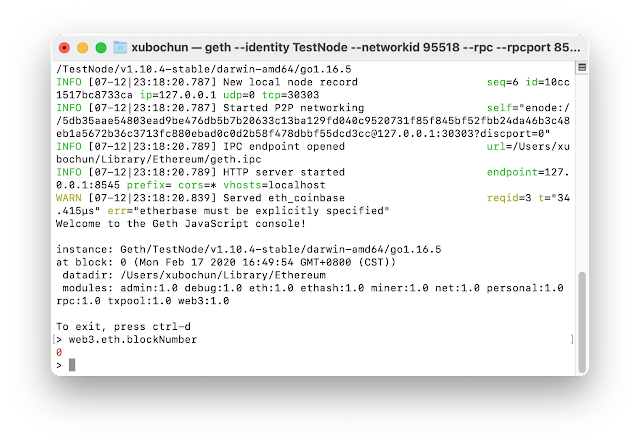 xubochun — geth --identity TestNode --networkid 95518 --rpc --rpcport 85...
/TestNode/v1.10.4-stable/darwin-amd64/go1.16.5
INFO [07-12|23:18:20.787] New local node record seq=6 id=10cc
1517bc8733ca ip=127.0.0.1 udp=0 tcp=30303
INFO [07-12|23:18:20.787] Started P2P networking self="enode:/
/5db35aae54803ead9be476db5b7b20633c13ba129fd040c9520731f85f845bf52fbb24da46b3c48
eb1a5672b36c3713fc880ebad0c0d2b58f478dbbf55dcd3cc@127.0.0.1:30303?discport=0"
INFO [07-12|23:18:20.789] IPC endpoint opened url=/Users/xu
bochun/Library/Ethereum/geth.ipc
INFO [07-12|23:18:20.789] HTTP server started endpoint=127.
0.0.1:8545 prefix= cors=* vhosts=localhost
WARN [07-12|23:18:20.839] Served eth_coinbase reqid=3 t="34
.415µs" err="etherbase must be explicitly specified"
Welcome to the Geth JavaScript console!
instance: Geth/TestNode/v1.10.4-stable/darwin-amd64/go1.16.5
at block: 0 (Mon Feb 17 2020 16:49:54 GMT+0800 (CST))
datadir: /Users/xubochun/Library/Ethereum
modules: admin:1.0 debug:1.0 eth:1.0 ethash:1.0 miner:1.0 net:1.0 personal:1.0
rpc:1.0 txpool:1.0 web3:1.0
To exit, press ctrl-d
[> web3.eth.blockNumber ]
0
>